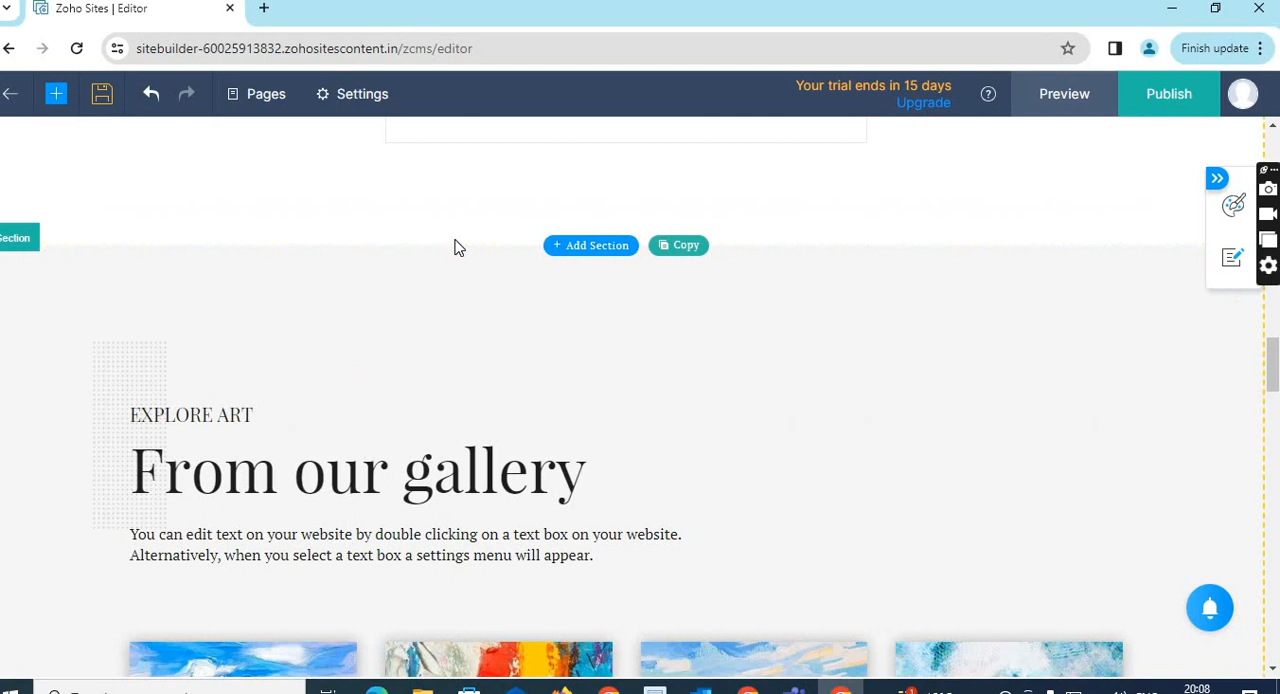 Zoho Sites | Editor
sitebuilder-60025913832.zohositescontent.in/zcms/editor
Finish update
Pages
Settings
Your trial ends in 15 days
Upgrade
Preview
Publish
Section
+ Add Section
Copy
EXPLORE ART
From our gallery
You can edit text on your website by double clicking on a text box on your website.
Alternatively, when you select a text box a settings menu will appear.
20:08